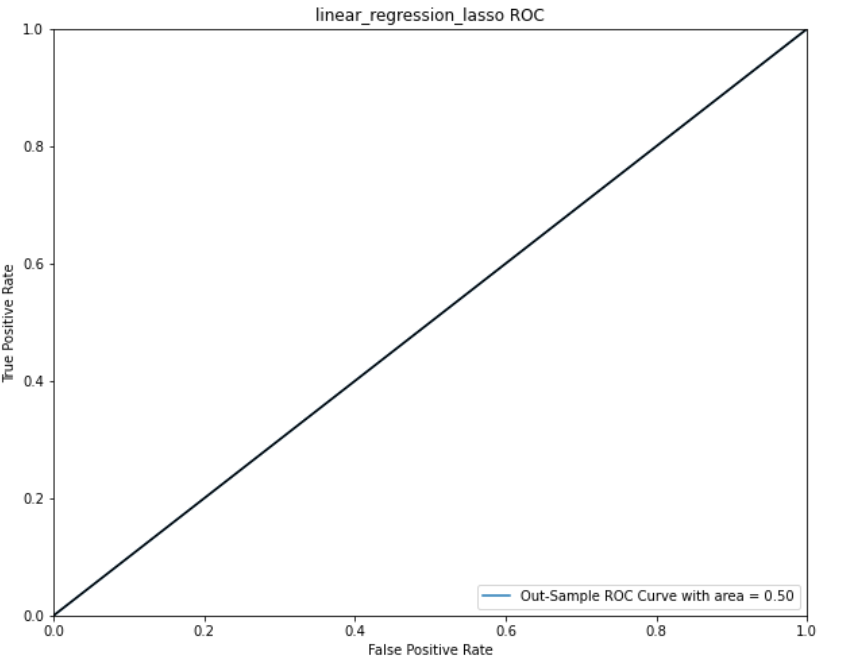 linear_regression_lasso ROC
1.0
0.8
0.6
0.4
0.2
0.0
True Positive Rate
Out-Sample ROC Curve with area = 0.50
0.0 0.2 0.4 0.6 0.8 1.0
False Positive Rate